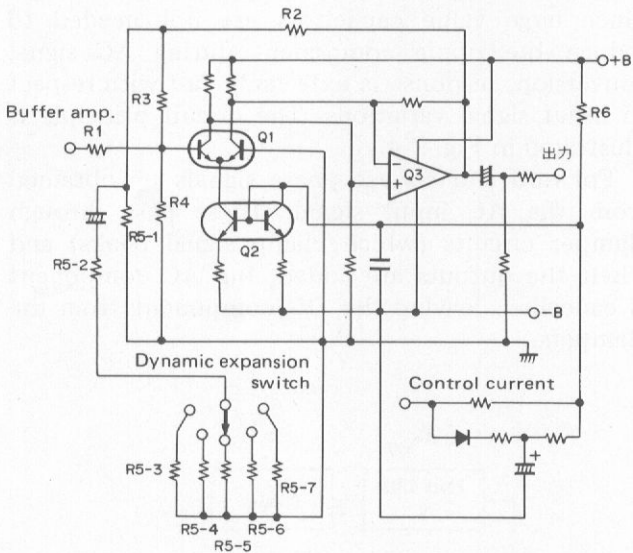 R2
+B
R3
R6
Buffer amp.
R1
Q1
Q3
-
+
出力
R4
R5-1
Q2
R5-2
-B
Dynamic expansion
switch
Control current
+
R5-3
R5-7
R5-4
R5-6
R5-5